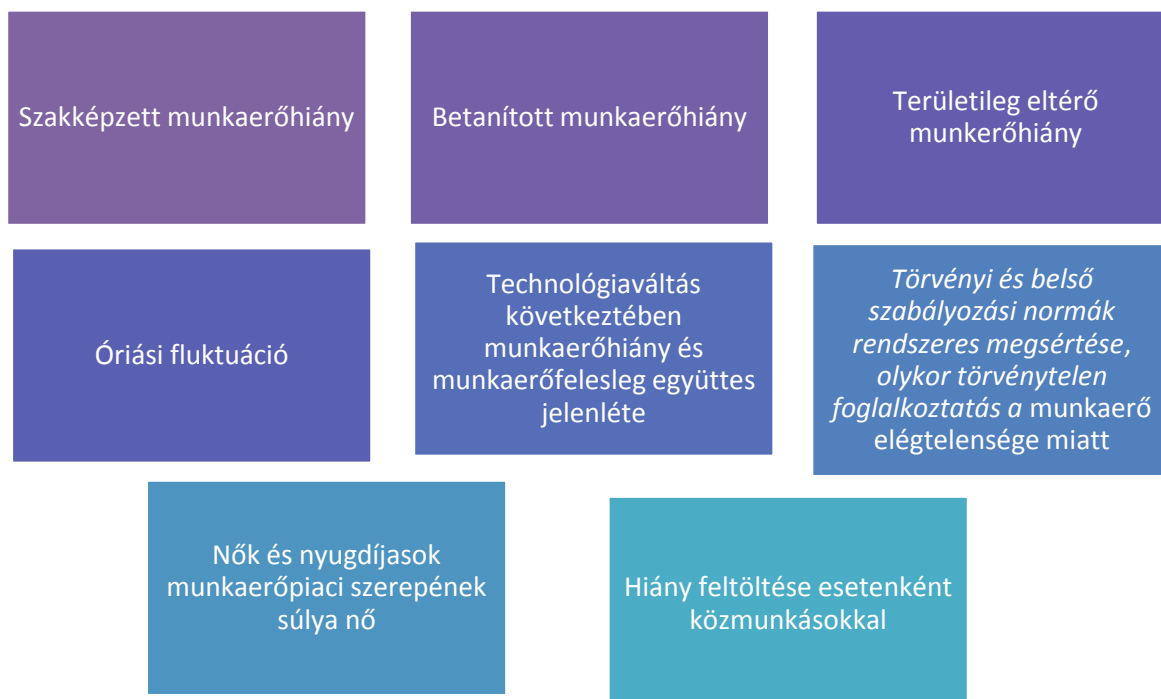 Szakképzett munkaerőhiány
Betanított munkaerőhiány
Területileg eltérő
munkerőhiány
Óriási fluktuáció
Technológiaváltás
következtében
munkaerőhiány és
munkaerőfelesleg együttes
jelenléte
Törvényi és belső
szabályozási normák
rendszeres megsértése,
olykor törvénytelen
foglalkoztatás a munkaerő
elégtelensége miatt
Nők és nyugdíjasok
munkaerőpiaci szerepének
súlya nő
Hiány feltöltése esetenként
közmunkásokkal